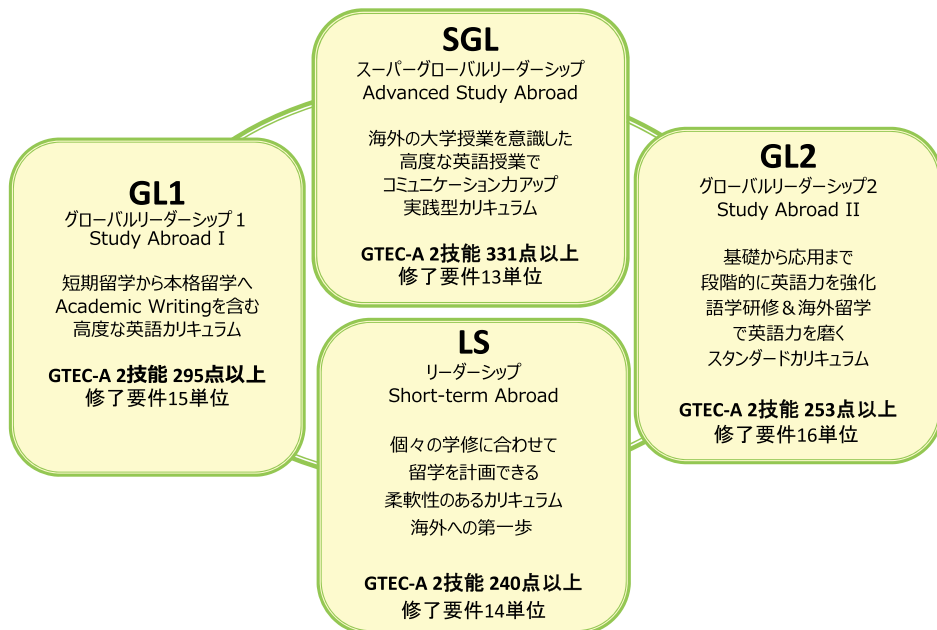 SGL
スーパーグローバルリーダーシップ
Advanced Study Abroad
海外の大学授業を意識した
高度な英語授業で
コミュニケーション力アップ
実践型カリキュラム
GTEC-A 2技能 331点以上
修了要件13単位
GL1
グローバルリーダーシップ 1
Study Abroad I
短期留学から本格留学へ
Academic Writingを含む
高度な英語カリキュラム
GTEC-A 2技能 295点以上
修了要件15単位
GL2
グローバルリーダーシップ2
Study Abroad II
基礎から応用まで
段階的に英語力を強化
語学研修＆海外留学
で英語力を磨く
スタンダードカリキュラム
GTEC-A 2技能 253点以上
修了要件16単位
LS
リーダーシップ
Short-term Abroad
個々の学修に合わせて
留学を計画できる
柔軟性のあるカリキュラム
海外への第一歩
GTEC-A 2技能 240点以上
修了要件14単位